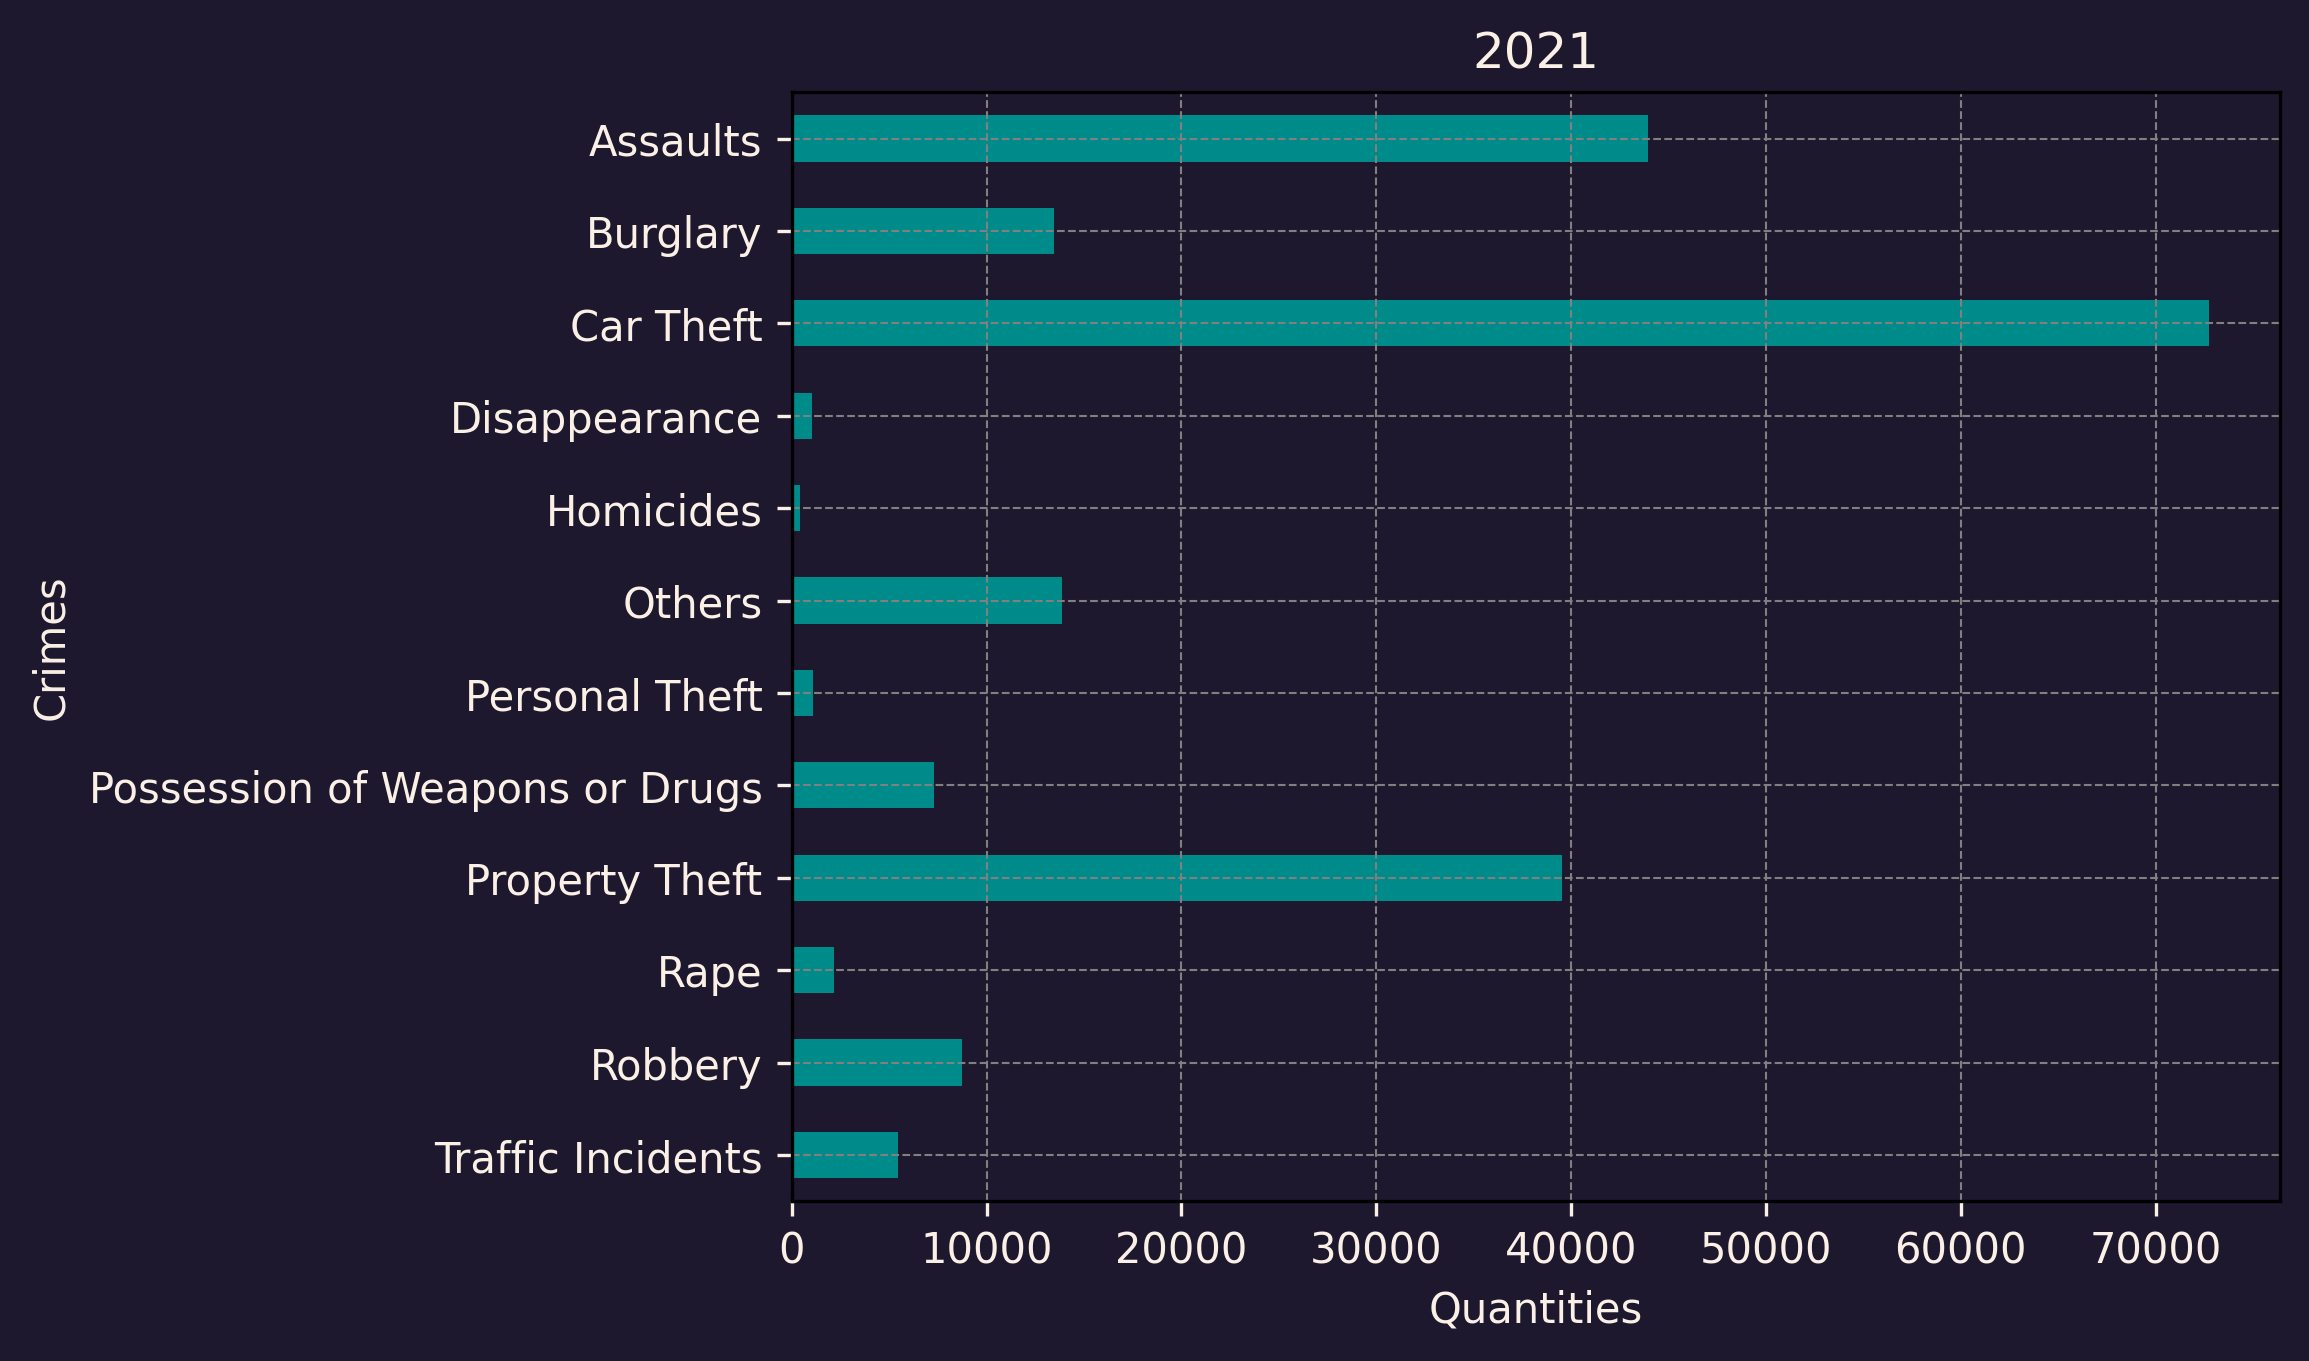 2021
Assaults
Burglary
Car Theft
Disappearance
Homicides
Others
Personal Theft
Possession of Weapons or Drugs
Property Theft
Rape
Robbery
Traffic Incidents
Crimes
0 10000 20000 30000 40000 50000 60000 70000
Quantities